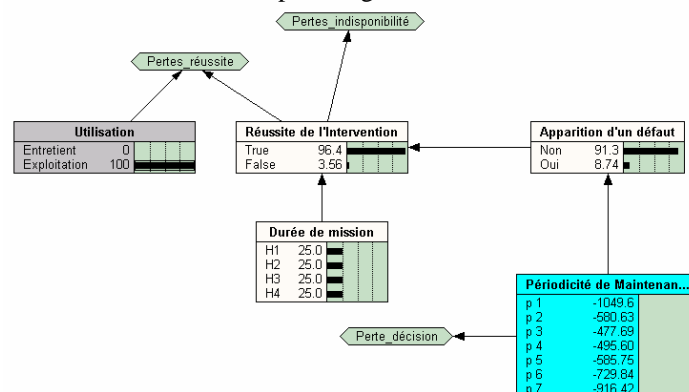 Pertes_indisponibilité
Pertes_réussite
Utilisation
Entretient 0
Exploitation 100
Réussite de l'Intervention
True 96.4
False 3.56
Apparition d'un défaut
Non 91.3
Oui 8.74
Durée de mission
H1 25.0
H2 25.0
H3 25.0
H4 25.0
Périodicité de Maintenan...
p 1 -1049.6
p 2 -580.63
p 3 -477.69
p 4 -495.60
p 5 -585.75
p 6 -729.84
p 7 -916.42
Perte_décision